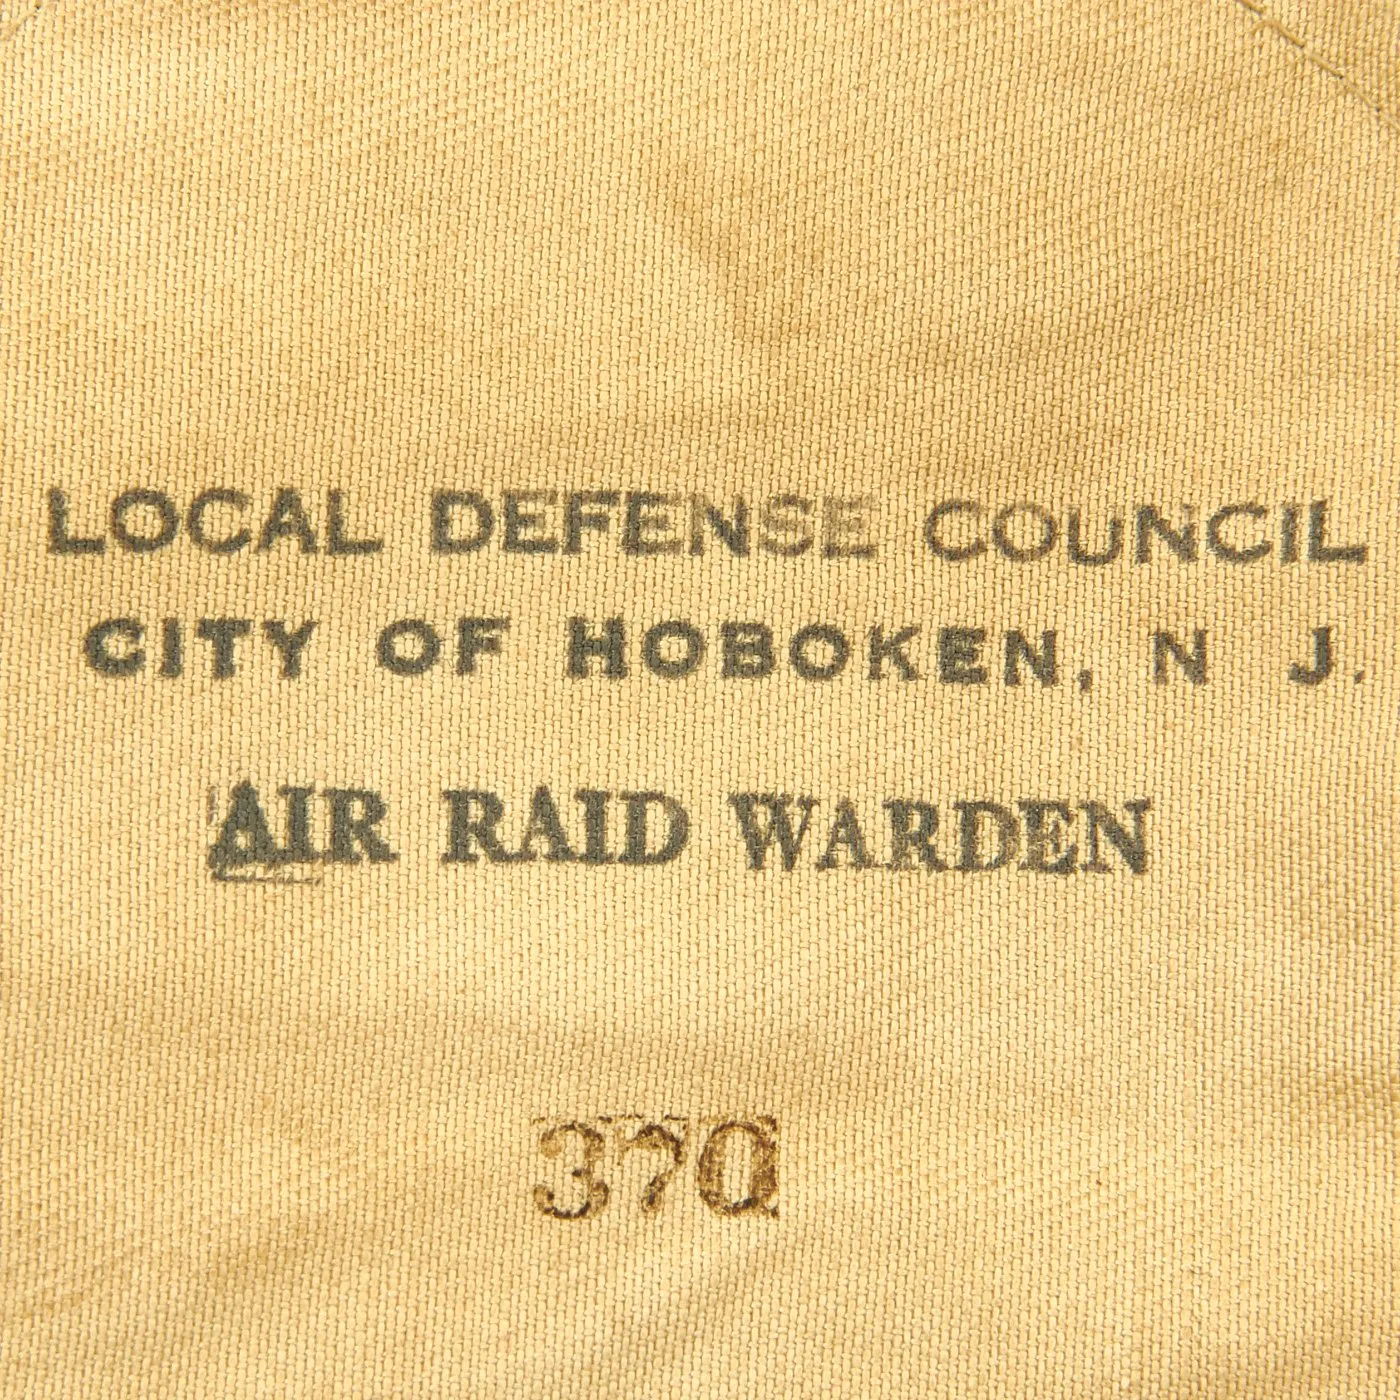 LOCAL DEFENSE COUNCIL
CITY OF HOBOKEN, N J.
AIR RAID WARDEN
370